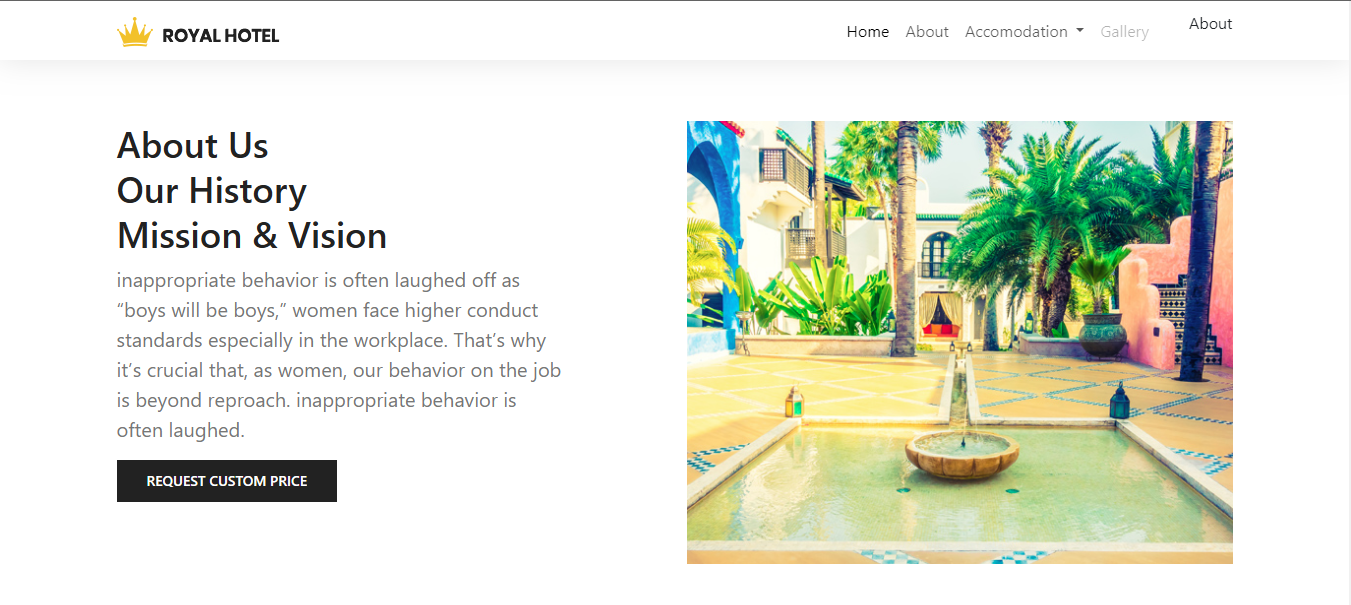 ROYAL HOTEL
Home About Accomodation Gallery About
About Us
Our History
Mission & Vision
inappropriate behavior is often laughed off as
“boys will be boys,” women face higher conduct
standards especially in the workplace. That’s why
it’s crucial that, as women, our behavior on the job
is beyond reproach. inappropriate behavior is
often laughed.
REQUEST CUSTOM PRICE